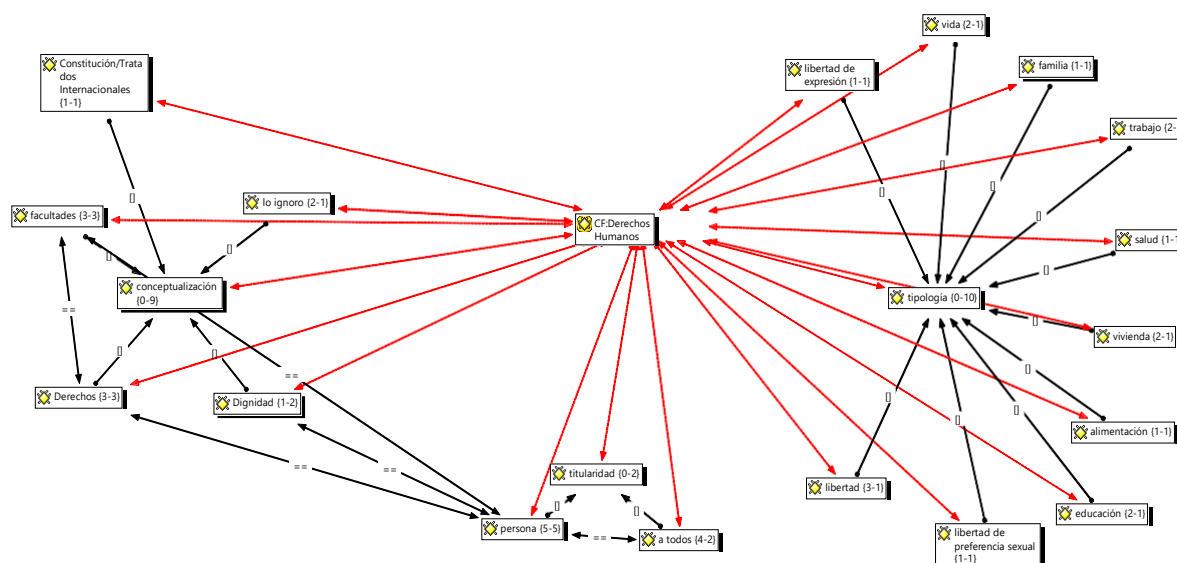 vida {2-1}
Constitución/Trata
dos
Internacionales
{1-1}
libertad de
expresión {1-1}
familia {1-1}
trabajo {2-
[]
[]
[]
[]
lo ignoro {2-1}
facultades {3-3}
CF:Derechos
Humanos
[]
salud {1-1
[]
[]
[]
conceptualización
{0-9}
tipología {0-10}
==
[]
vivienda {2-1}
[]
[]
==
[]
Derechos {3-3}
Dignidad {1-2}
[]
[]
[]
alimentación {1-1}
==
==
titularidad {0-2}
libertad {3-1}
[]
[]
persona {5-5}
==
a todos {4-2}
educación {2-1}
libertad de
preferencia sexual
{1-1}